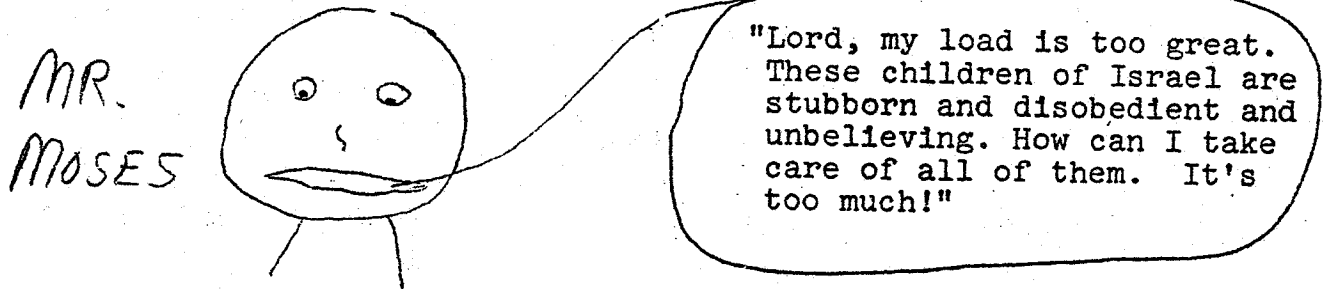 MR.
MOSES
"Lord, my load is too great.
These children of Israel are
stubborn and disobedient and
unbelieving. How can I take
care of all of them.  It's
too much!"